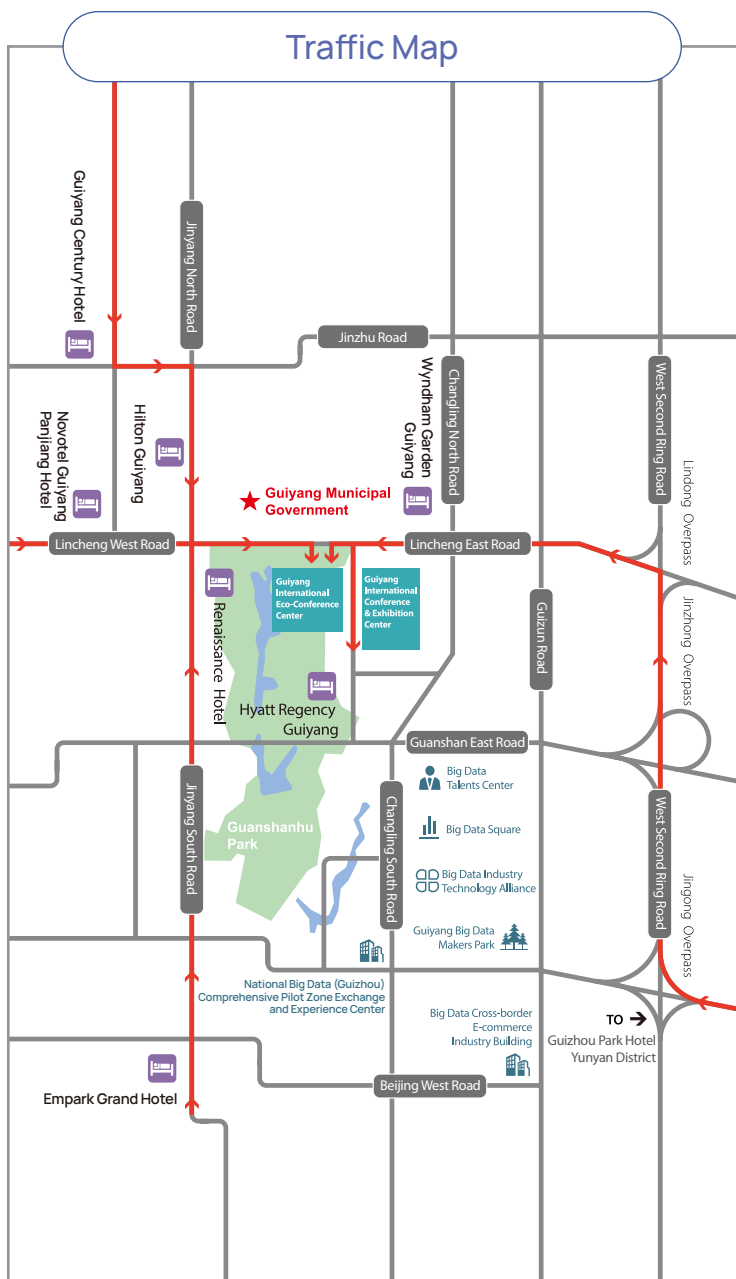 Traffic Map
Guiyang Century Hotel
Jinyang North Road
Jinzhu Road
Changling North Road
West Second Ring Road
Novotel Guiyang
Panjiang Hotel
Hilton Guiyang
Wyndham Garden
Guiyang
Lindong Overpass
Guiyang Municipal
Government
Lincheng West Road
Lincheng East Road
Guiyang
International
Eco-Conference
Center
Guiyang
International
Conference
& Exhibition
Center
Renaissance Hotel
Guizun Road
Jinzhong Overpass
Hyatt Regency
Guiyang
Guanshan East Road
Jinyang South Road
Guanshanhu
Park
Changling South Road
Big Data
Talents Center
Big Data Square
Big Data Industry
Technology Alliance
Guiyang Big Data
Makers Park
West Second Ring Road
Jingong Overpass
National Big Data (Guizhou)
Comprehensive Pilot Zone Exchange
and Experience Center
Big Data Cross-border
E-commerce
Industry Building
TO
Guizhou Park Hotel
Yunyan District
Beijing West Road
Empark Grand Hotel